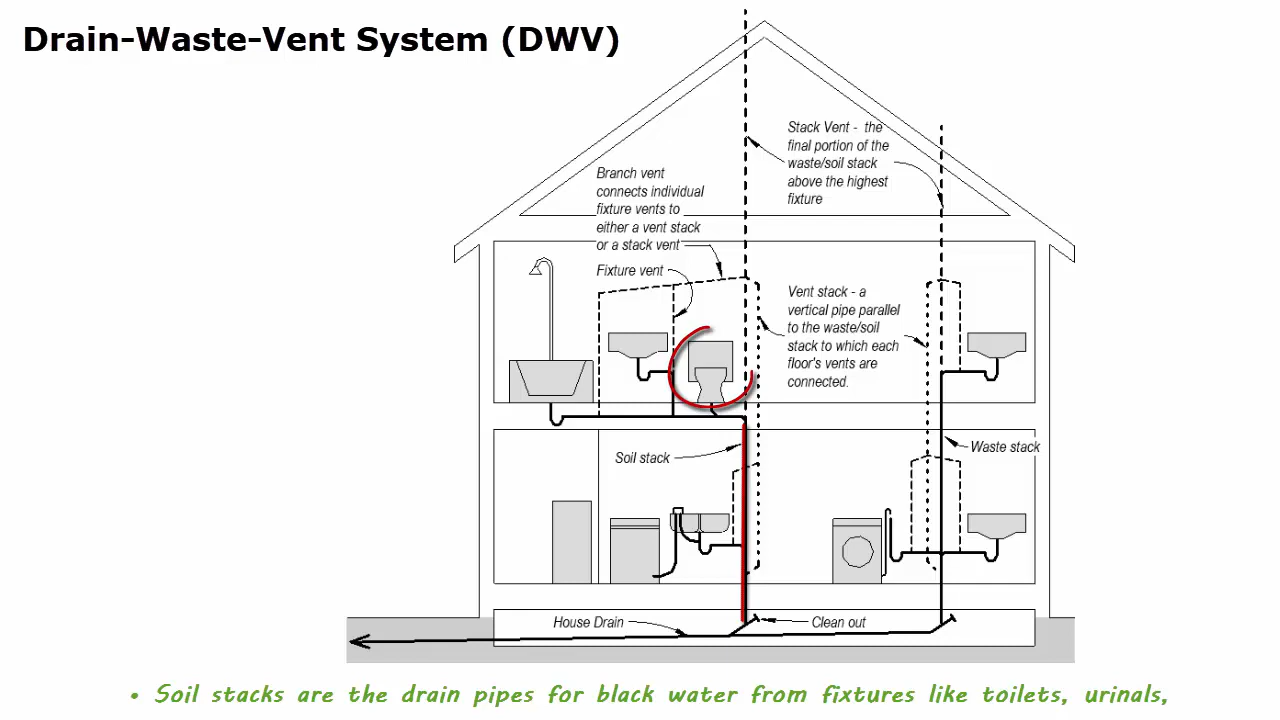 Drain-Waste-Vent System (DWV)
Stack Vent - the
final portion of the
waste/soil stack
above the highest
fixture
Branch vent
connects individual
fixture vents to
either a vent stack
or a stack vent
Fixture vent
Vent stack - a
vertical pipe parallel
to the waste/soil
stack to which each
floor's vents are
connected.
Soil stack
Waste stack
House Drain
Clean out
• Soil stacks are the drain pipes for black water from fixtures like toilets, urinals,